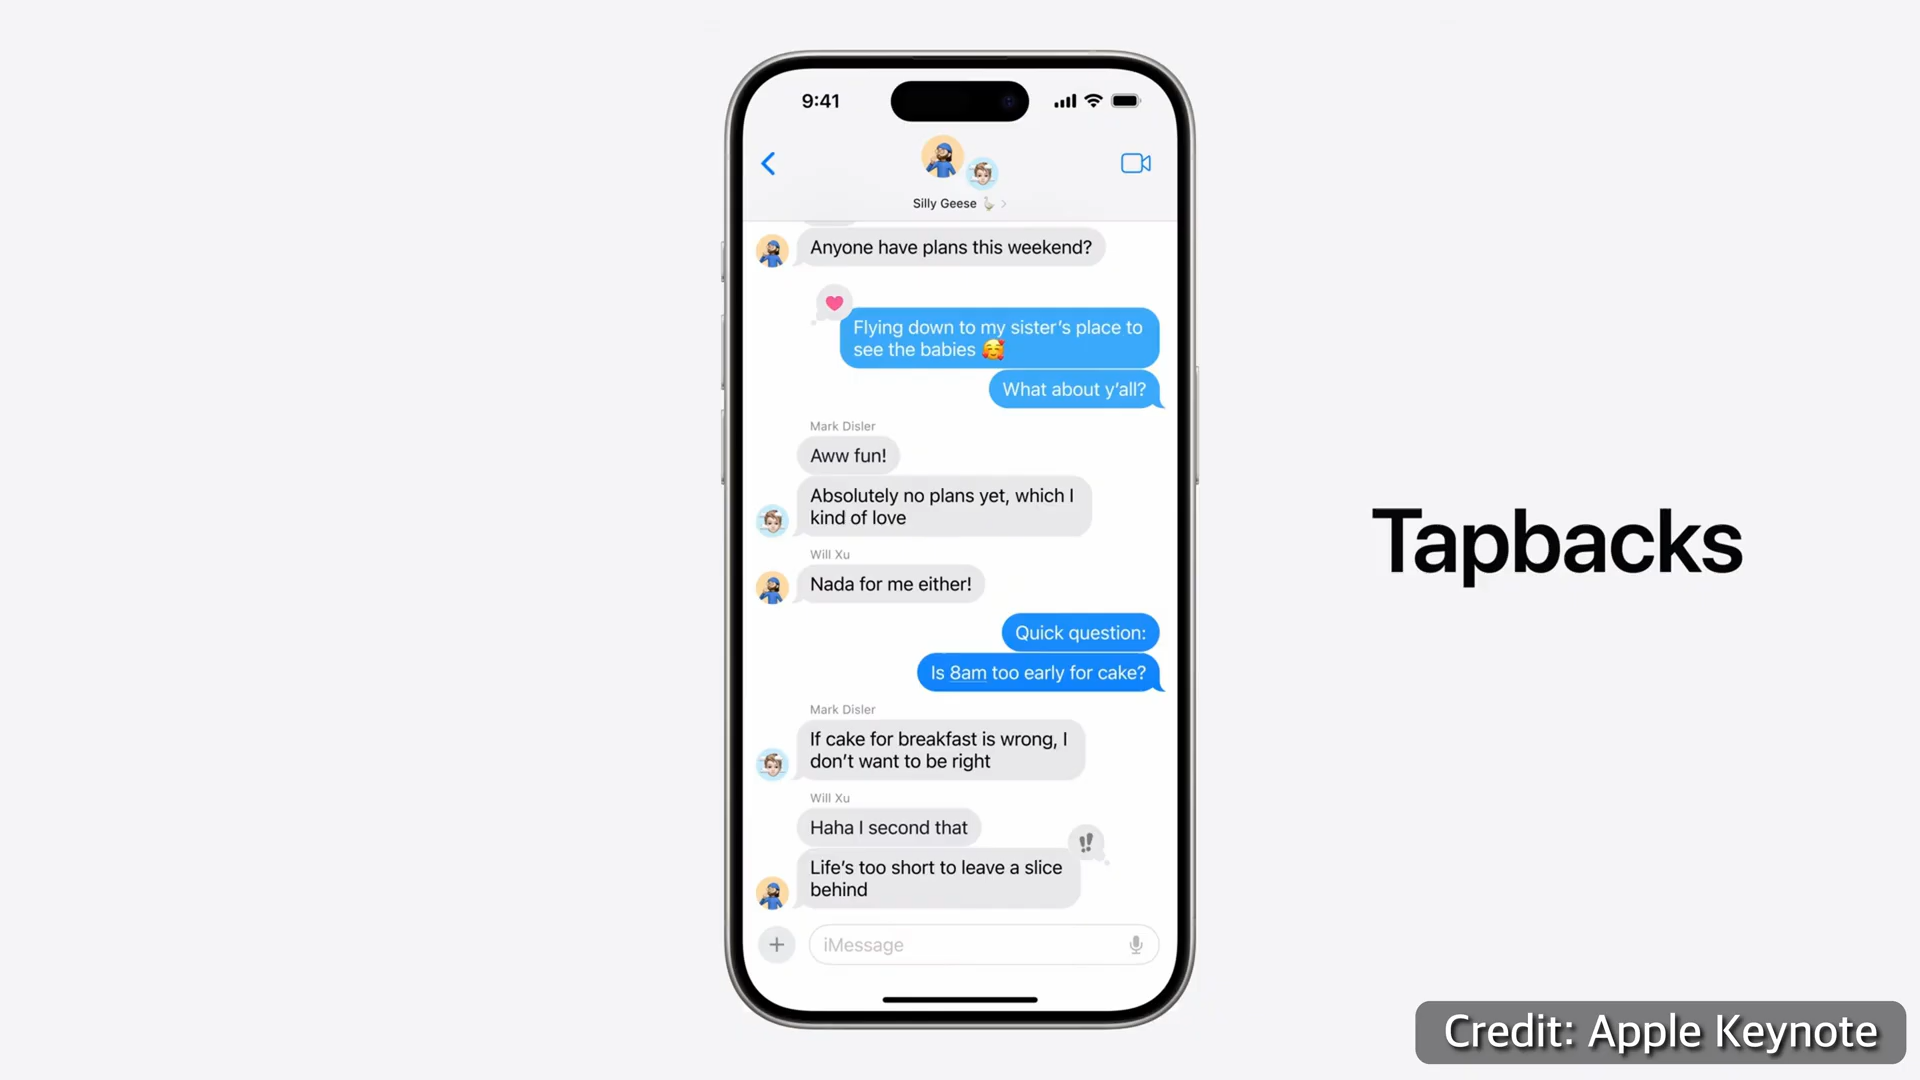 9:41
Silly Geese 🪿
Anyone have plans this weekend?
Flying down to my sister’s place to
see the babies 🥰
What about y’all?
Mark Disler
Aww fun!
Absolutely no plans yet, which I
kind of love
Will Xu
Nada for me either!
Quick question:
Is 8am too early for cake?
Mark Disler
If cake for breakfast is wrong, I
don’t want to be right
Will Xu
Haha I second that
!!
Life’s too short to leave a slice
behind
iMessage
Tapbacks
Credit: Apple Keynote